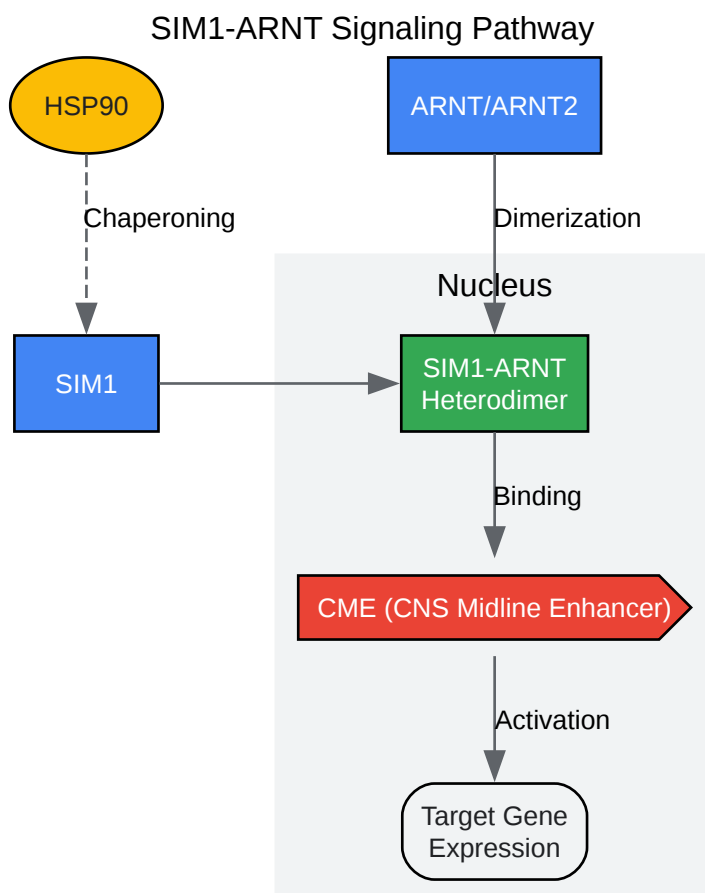 SIM1-ARNT Signaling Pathway
HSP90
ARNT/ARNT2
Chaperoning
Dimerization
Nucleus
SIM1
SIM1-ARNT
Heterodimer
Binding
CME (CNS Midline Enhancer)
Activation
Target Gene
Expression